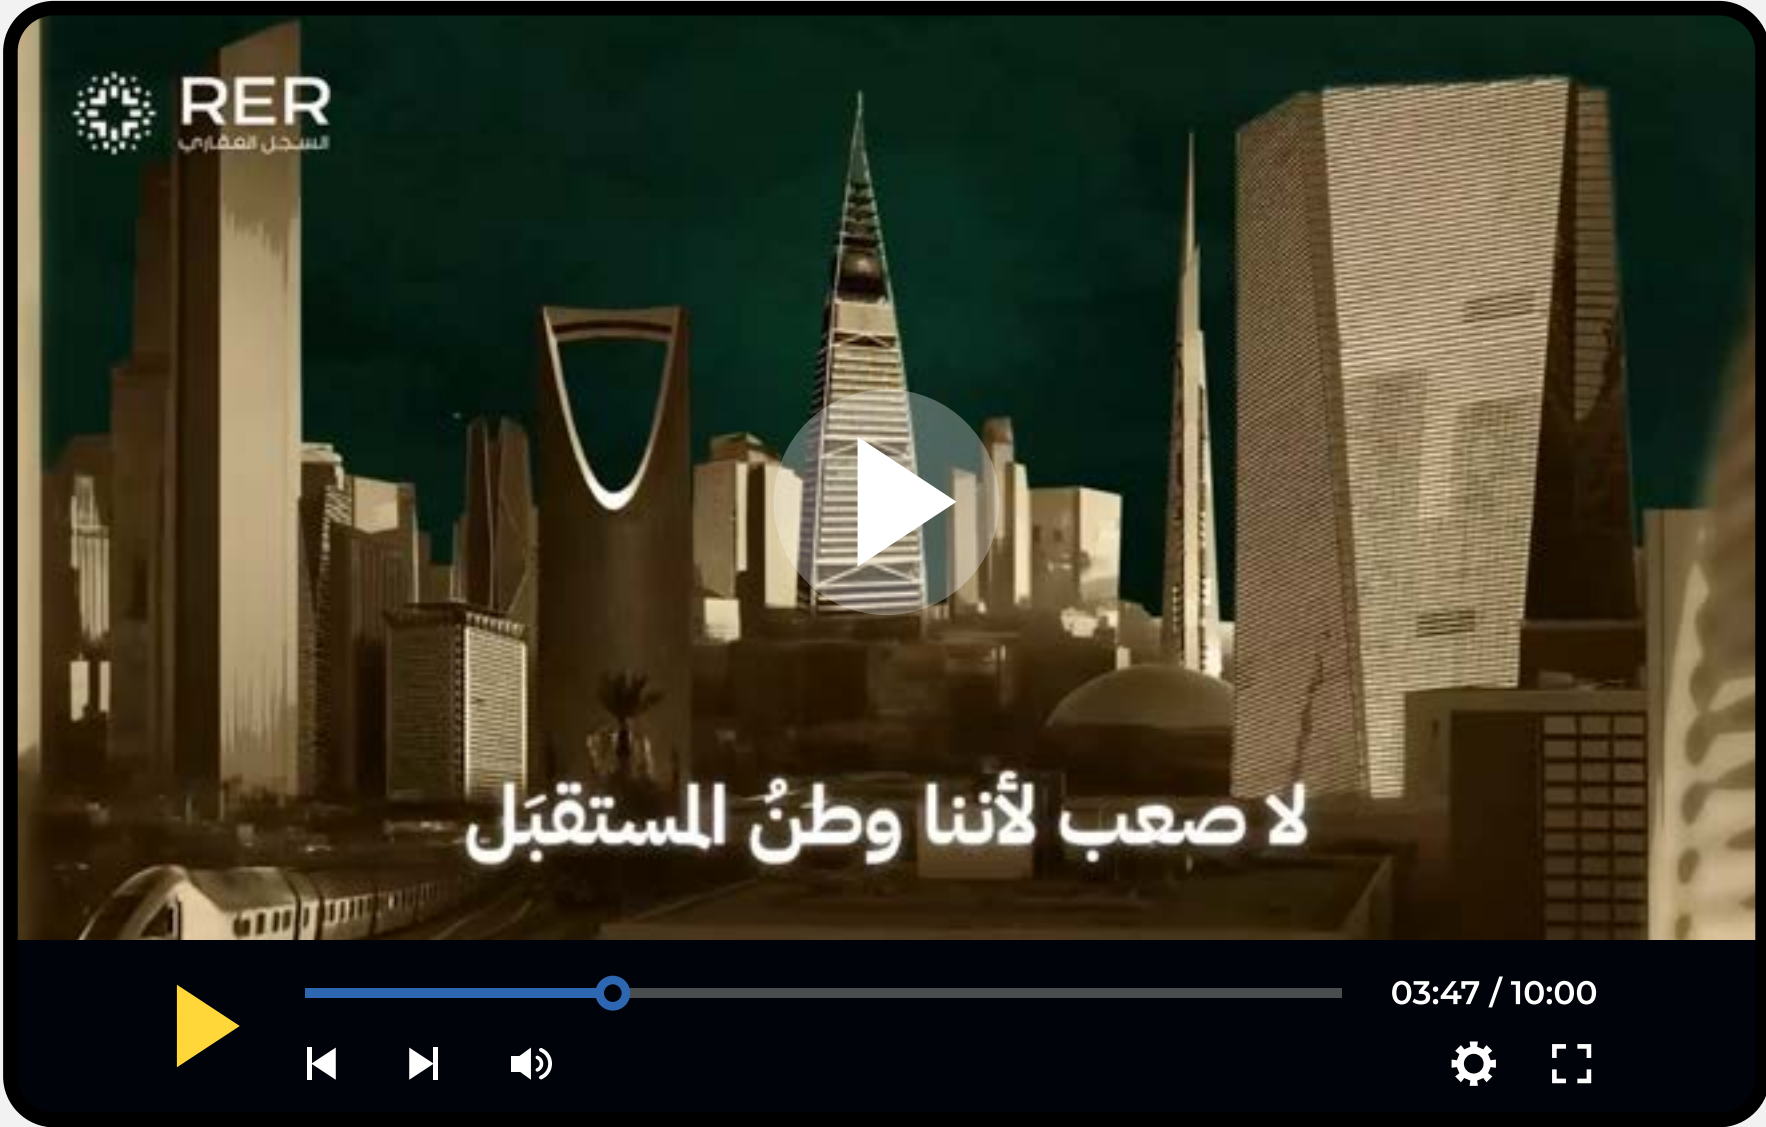 RER
السجل العقاري
لا صعب لأننا وطنُ المستقبَل
03:47 / 10:00